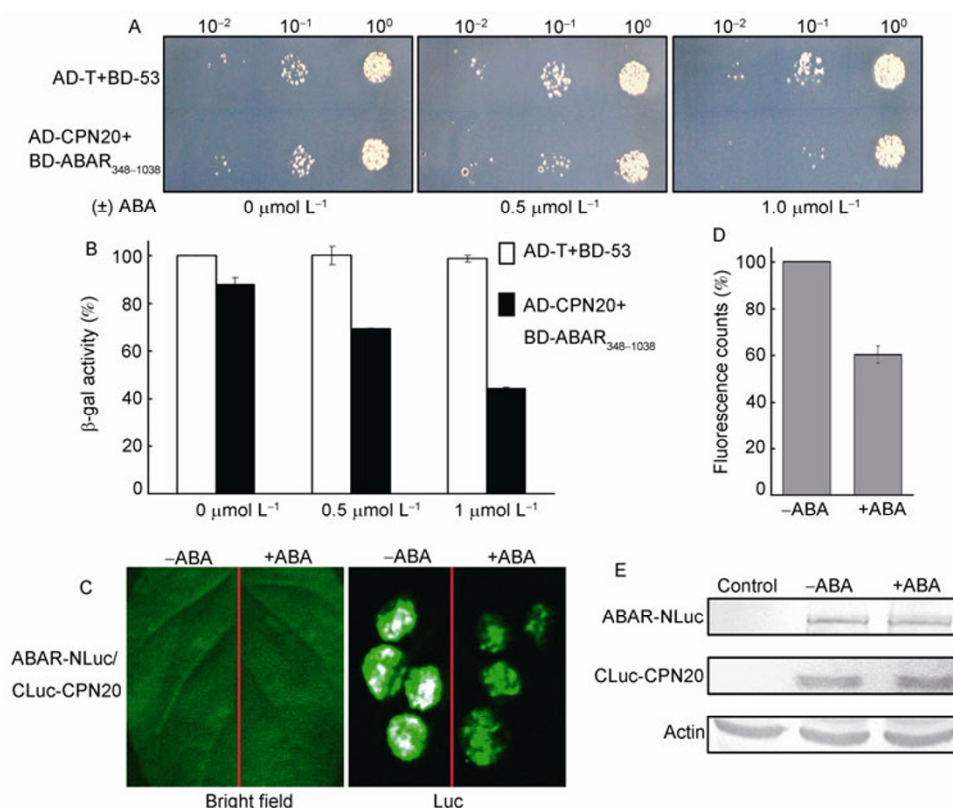 A
10⁻² 10⁻¹ 10⁰ 10⁻² 10⁻¹ 10⁰ 10⁻² 10⁻¹ 10⁰
AD-T+BD-53
AD-CPN20+
BD-ABAR₃₄₈₋₁₀₃₈
(±) ABA 0 μmol L⁻¹ 0.5 μmol L⁻¹ 1.0 μmol L⁻¹
B
β-gal activity (%)
100
80
60
40
20
0
0 μmol L⁻¹ 0.5 μmol L⁻¹ 1 μmol L⁻¹
AD-T+BD-53
AD-CPN20+
BD-ABAR₃₄₈₋₁₀₃₈
D
Fluorescence counts (%)
100
80
60
40
20
0
–ABA +ABA
C
–ABA +ABA –ABA +ABA
ABAR-NLuc/
CLuc-CPN20
Bright field Luc
E
Control –ABA +ABA
ABAR-NLuc
CLuc-CPN20
Actin